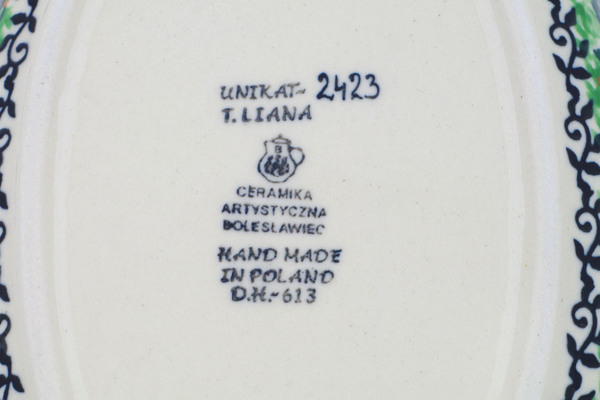 UNIKAT- 2423
T. LIANA
B
CERAMIKA
ARTYSTYCZNA
BOLESŁAWIEC
HAND MADE
IN POLAND
D.H.-613